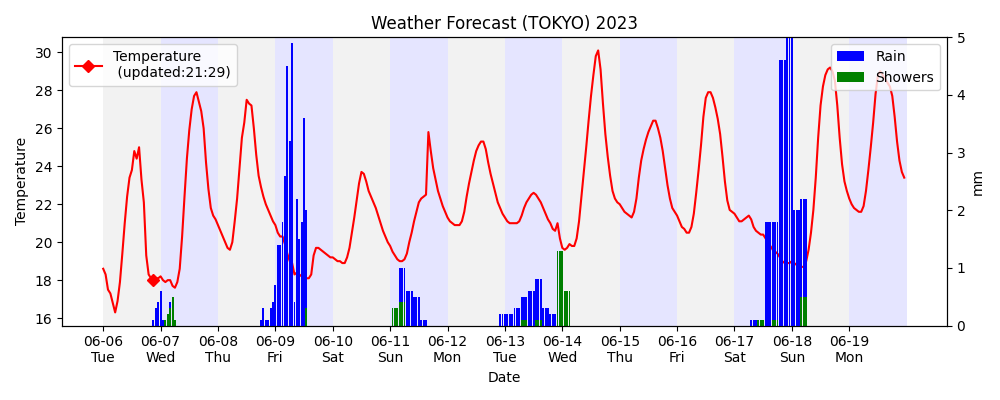 Weather Forecast (TOKYO) 2023
Temperature
(updated:21:29)
Rain
Showers
30
28
26
24
22
20
18
16
Temperature
5
4
3
2
1
0
mm
06-06 06-07 06-08 06-09 06-10 06-11 06-12 06-13 06-14 06-15 06-16 06-17 06-18 06-19
Tue Wed Thu Fri Sat Sun Mon Tue Wed Thu Fri Sat Sun Mon
Date